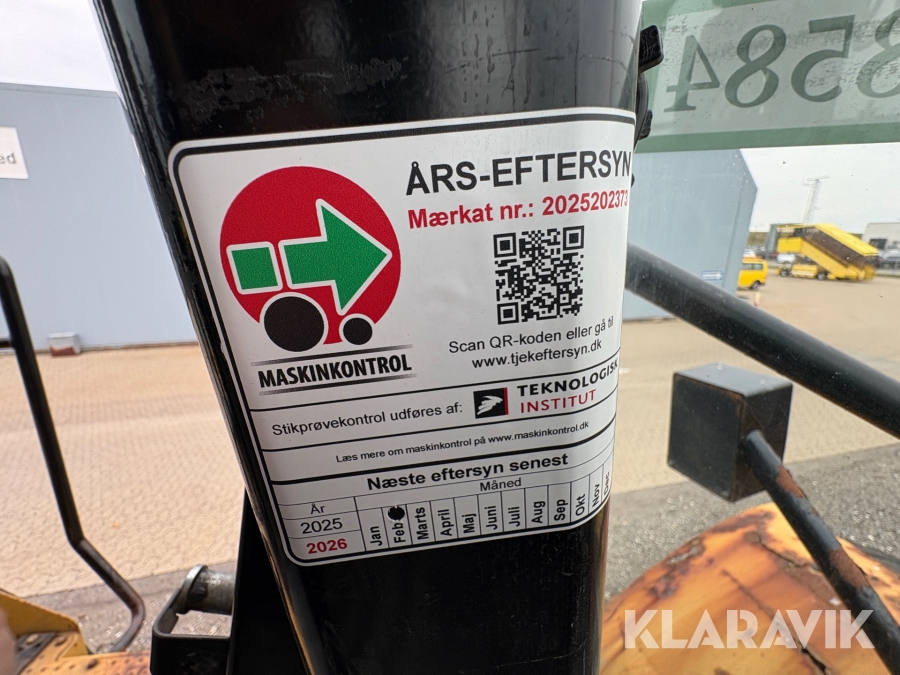 3584
ed
ÅRS-EFTERSYN
Mærkat nr.: 2025202373
Scan QR-koden eller gå til
www.tjekeftersyn.dk
MASKINKONTROL
Stikprøvekontrol udføres af:
TEKNOLOGISK
INSTITUT
Læs mere om maskinkontrol på www.maskinkontrol.dk
Næste eftersyn senest
År
Måned
2025
2026
Jan
Feb
Marts
April
Maj
Juni
Juli
Aug
Sep
Okt
Nov
Dec
KLARAVIK